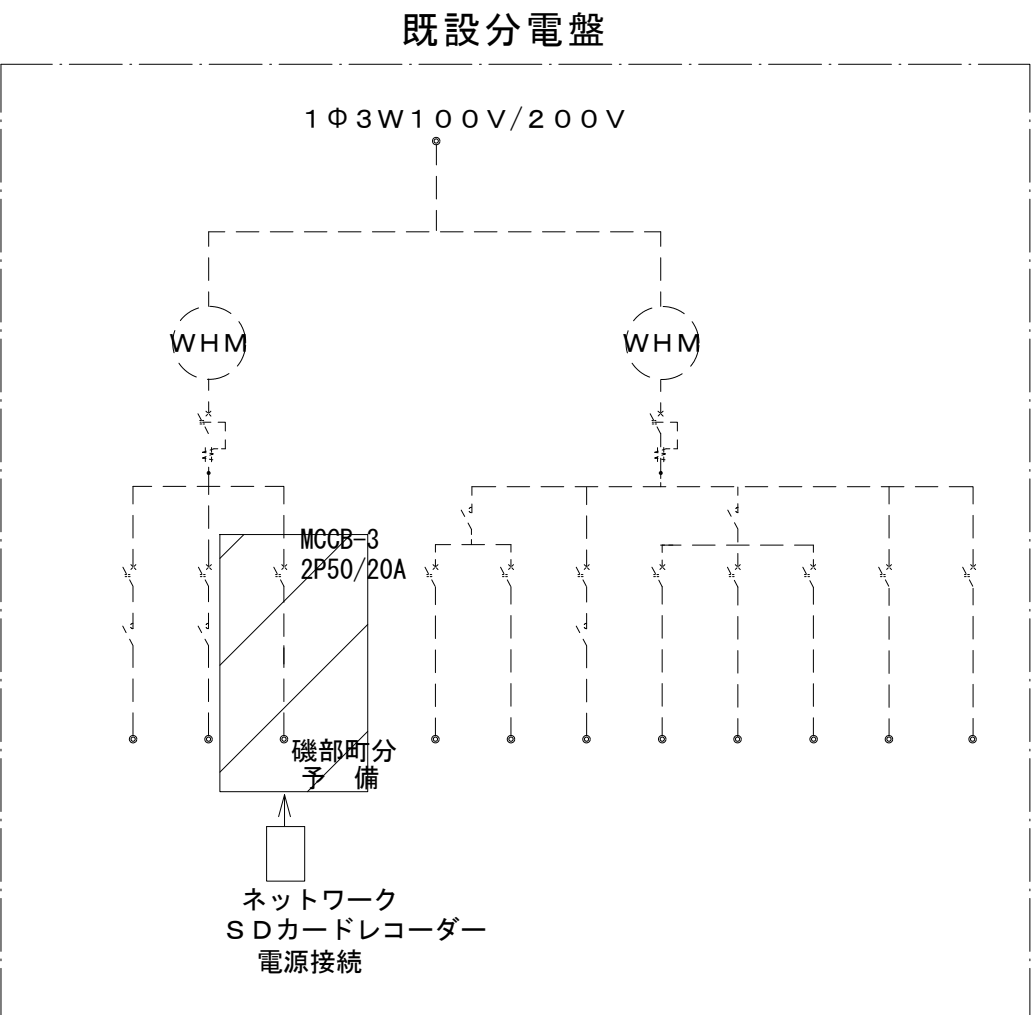 既設分電盤
１Φ３Ｗ１００Ｖ/２００Ｖ
ＷＨＭ
ＷＨＭ
MCCB-3
2P50/20A
磯部町分
予　備
ネットワーク
ＳＤカードレコーダー
電源接続